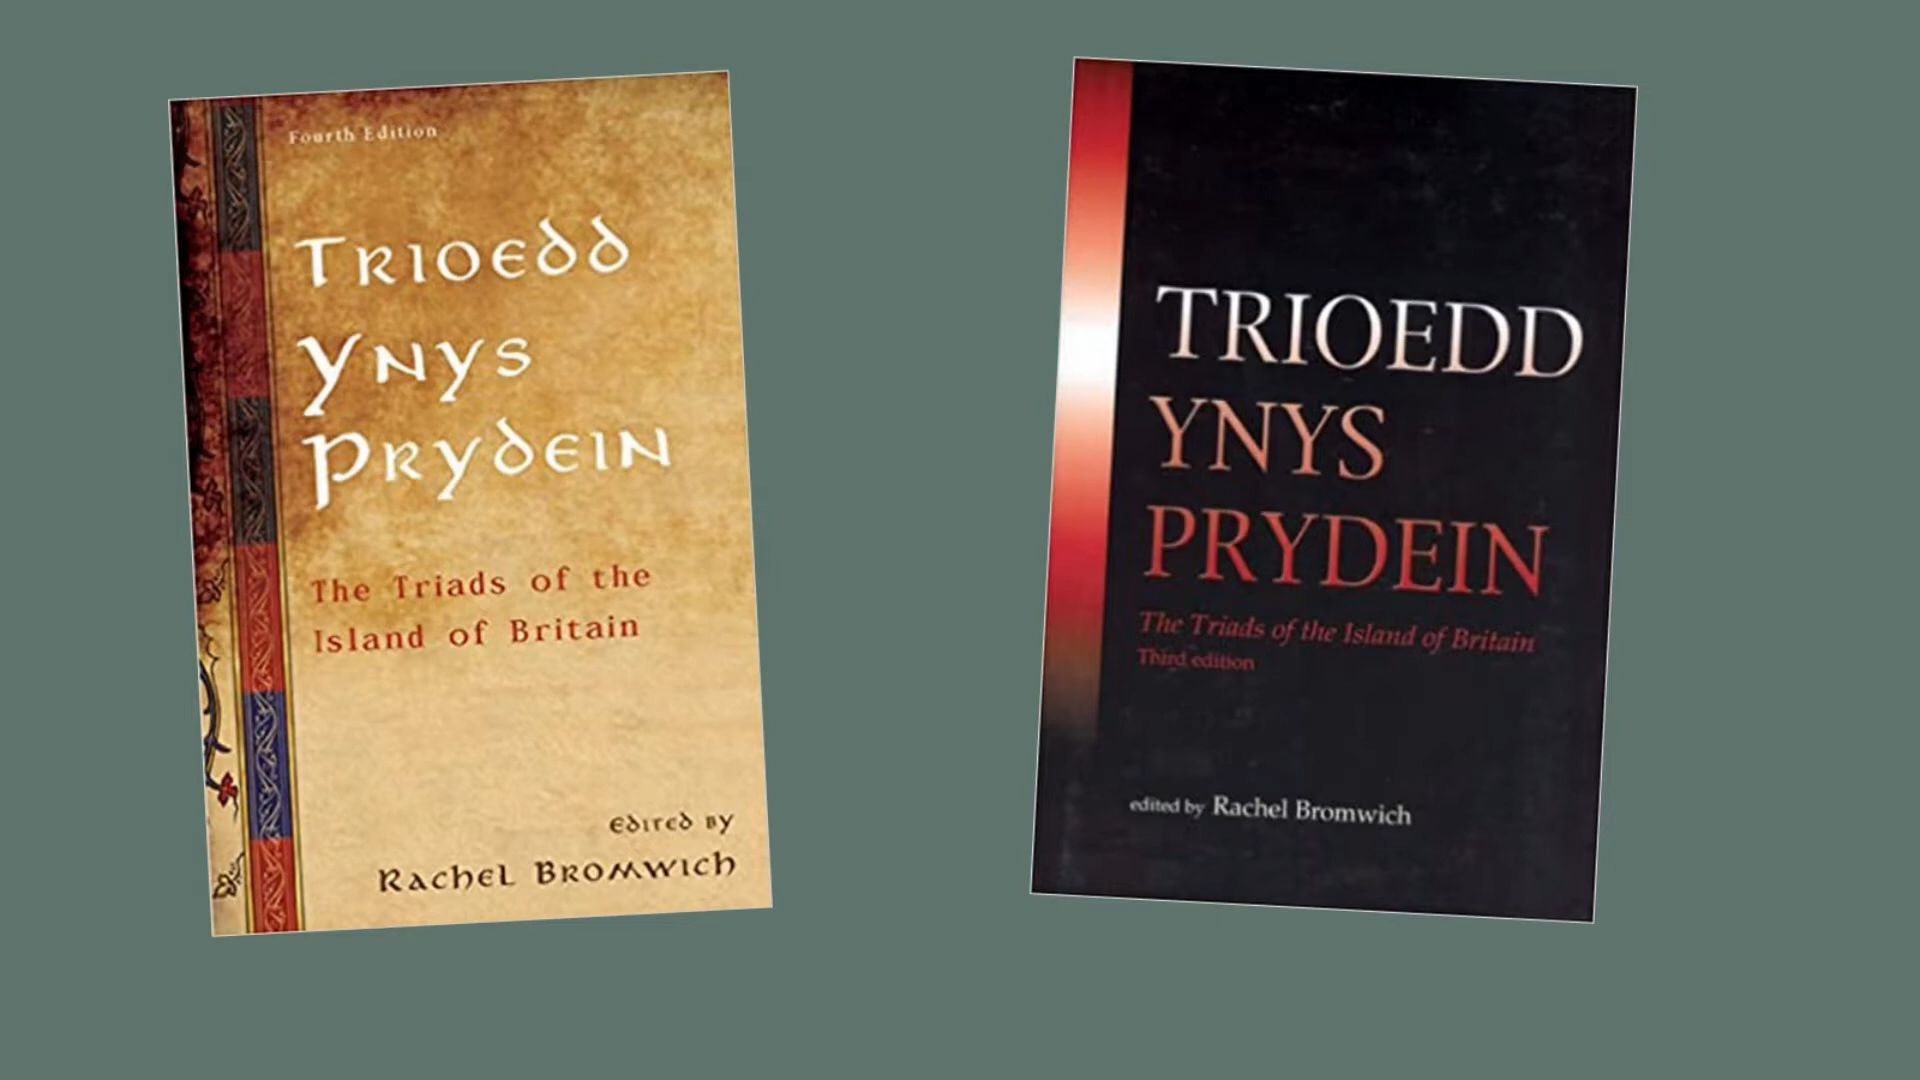 Fourth Edition
Trioedd
Ynys
Prydein
The Triads of the
Island of Britain
Edited by
Rachel Bromwich
TRIOEDD
YNYS
PRYDEIN
The Triads of the Island of Britain
Third edition
edited by Rachel Bromwich